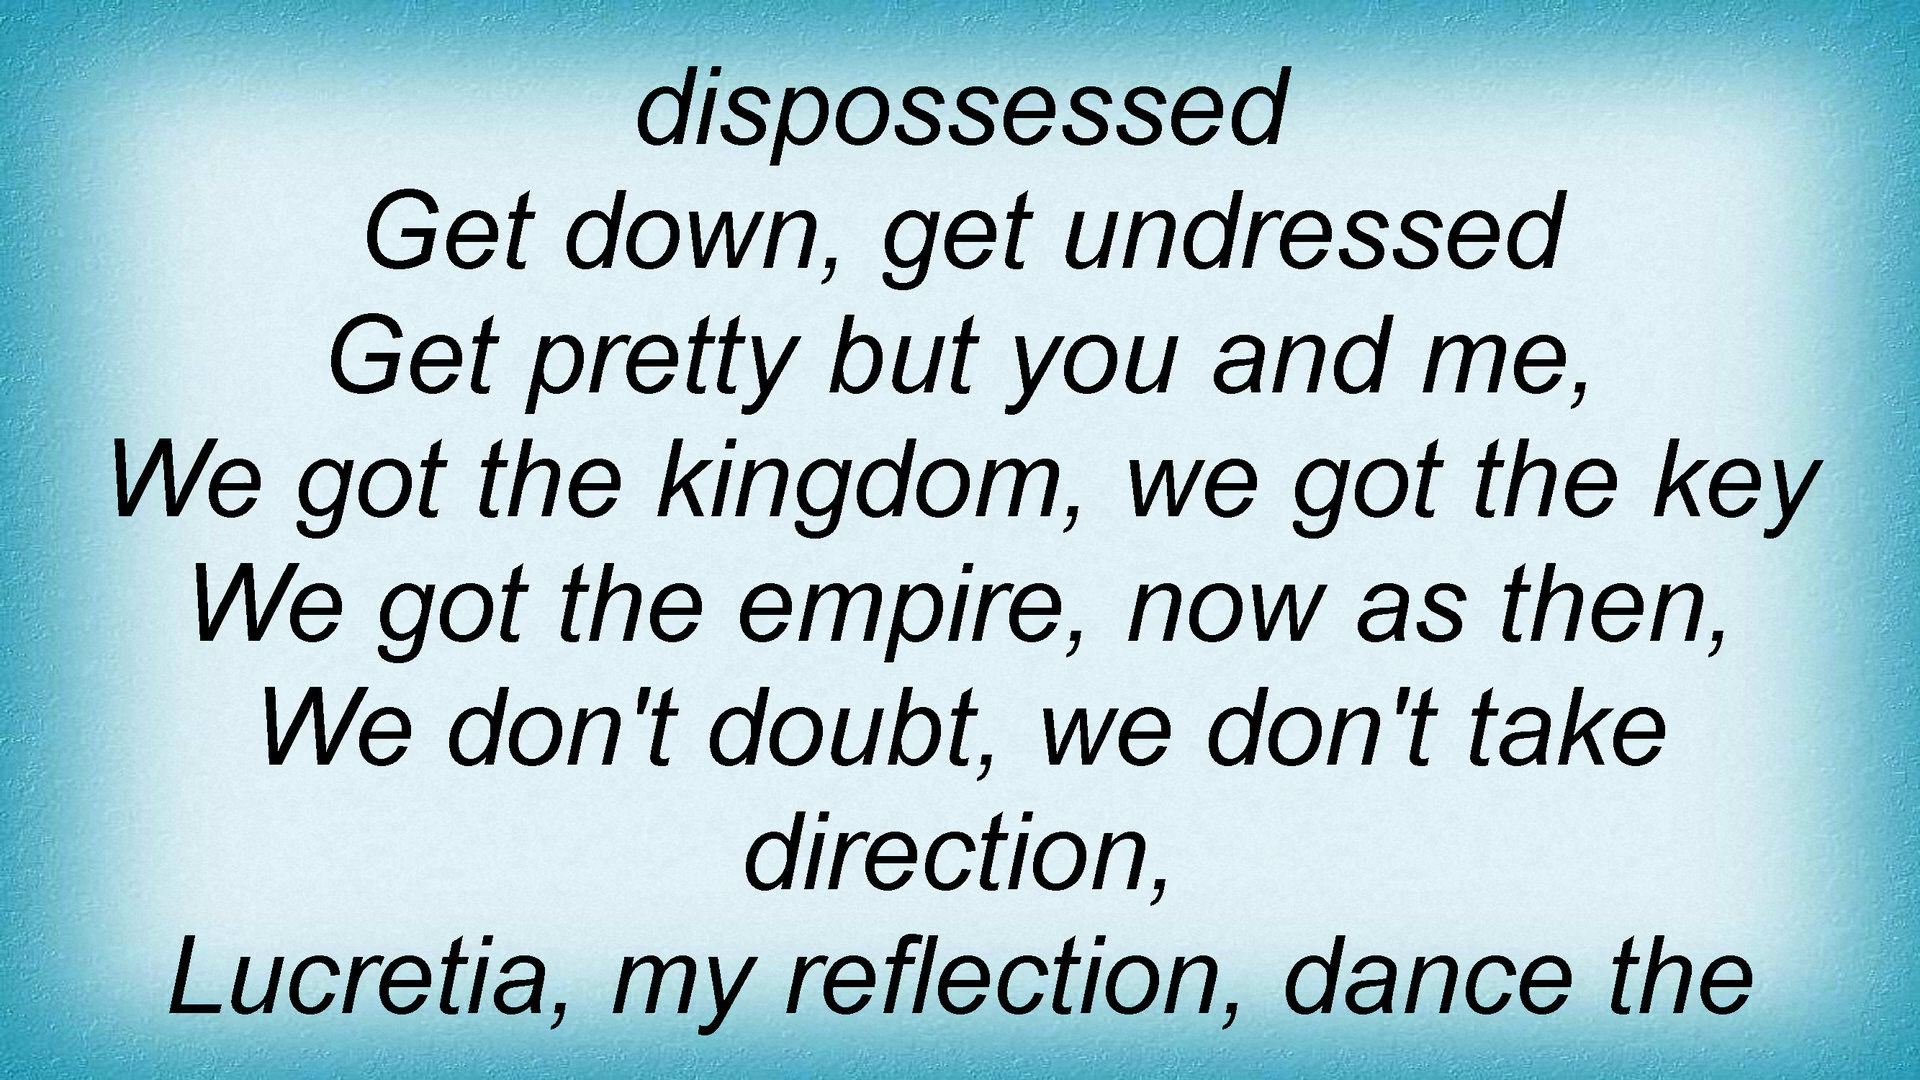 dispossessed
Get down, get undressed
Get pretty but you and me,
We got the kingdom, we got the key
We got the empire, now as then,
We don't doubt, we don't take
direction,
Lucretia, my reflection, dance the